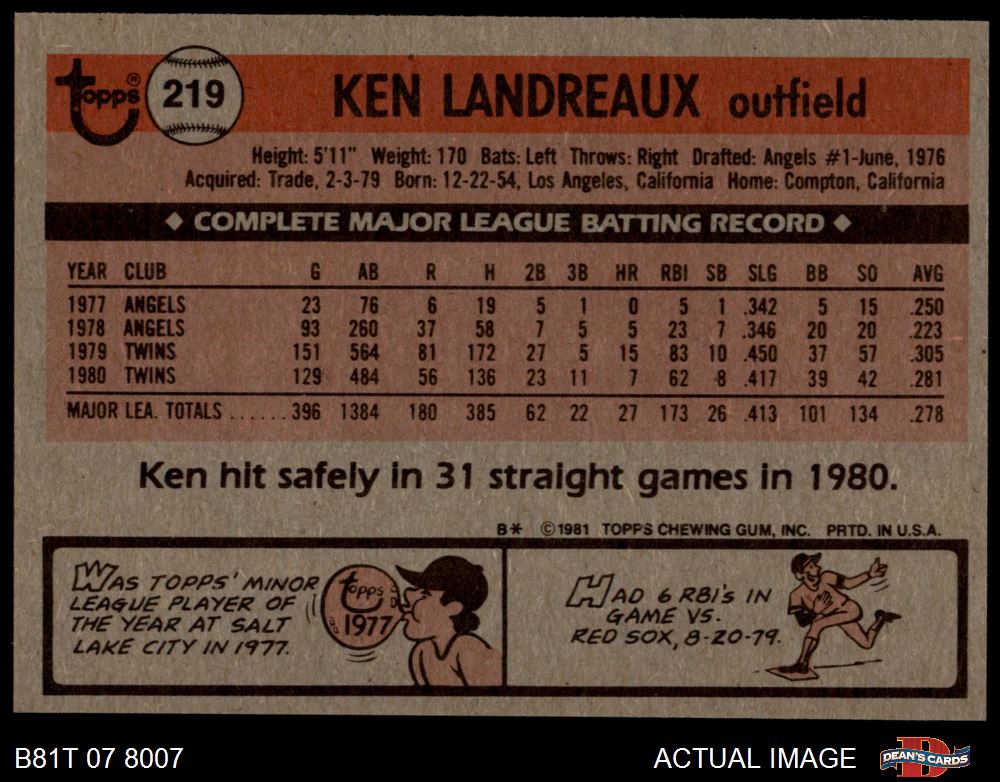 topps®
219
KEN LANDREAUX outfield
Height: 5'11" Weight: 170 Bats: Left Throws: Right Drafted: Angels #1-June, 1976
Acquired: Trade, 2-3-79 Born: 12-22-54, Los Angeles, California Home: Compton, California
◆ COMPLETE MAJOR LEAGUE BATTING RECORD ◆
YEAR CLUB G AB R H 2B 3B HR RBI SB SLG BB SO AVG
1977 ANGELS 23 76 6 19 5 1 0 5 1 .342 5 15 .250
1978 ANGELS 93 260 37 58 7 5 5 23 7 .346 20 20 .223
1979 TWINS 151 564 81 172 27 5 15 83 10 .450 37 57 .305
1980 TWINS 129 484 56 136 23 11 7 62 8 .417 39 42 .281
MAJOR LEA. TOTALS ......396 1384 180 385 62 22 27 173 26 .413 101 134 .278
Ken hit safely in 31 straight games in 1980.
B* ©1981 TOPPS CHEWING GUM, INC. PRTD. IN U.S.A.
WAS TOPPS' MINOR
LEAGUE PLAYER OF
THE YEAR AT SALT
LAKE CITY IN 1977.
TOPPS
1977
HAD 6 RBI'S IN
GAME VS.
RED SOX, 8-20-79.
B81T 07 8007
ACTUAL IMAGE
DEAN'S CARDS